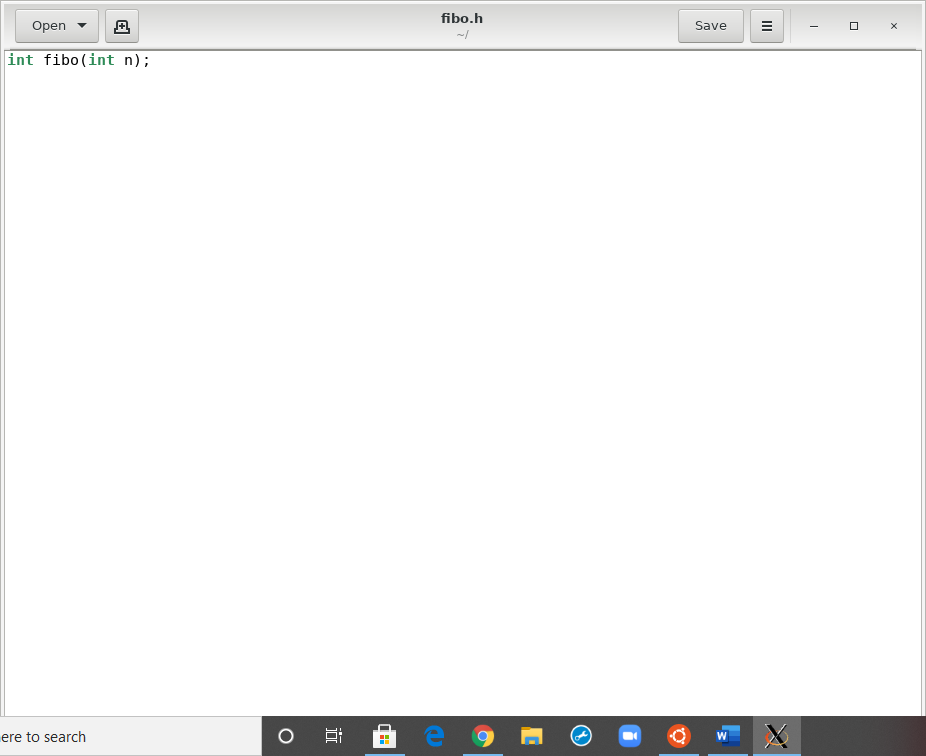 Open
fibo.h
~/
Save
int fibo(int n);
ere to search